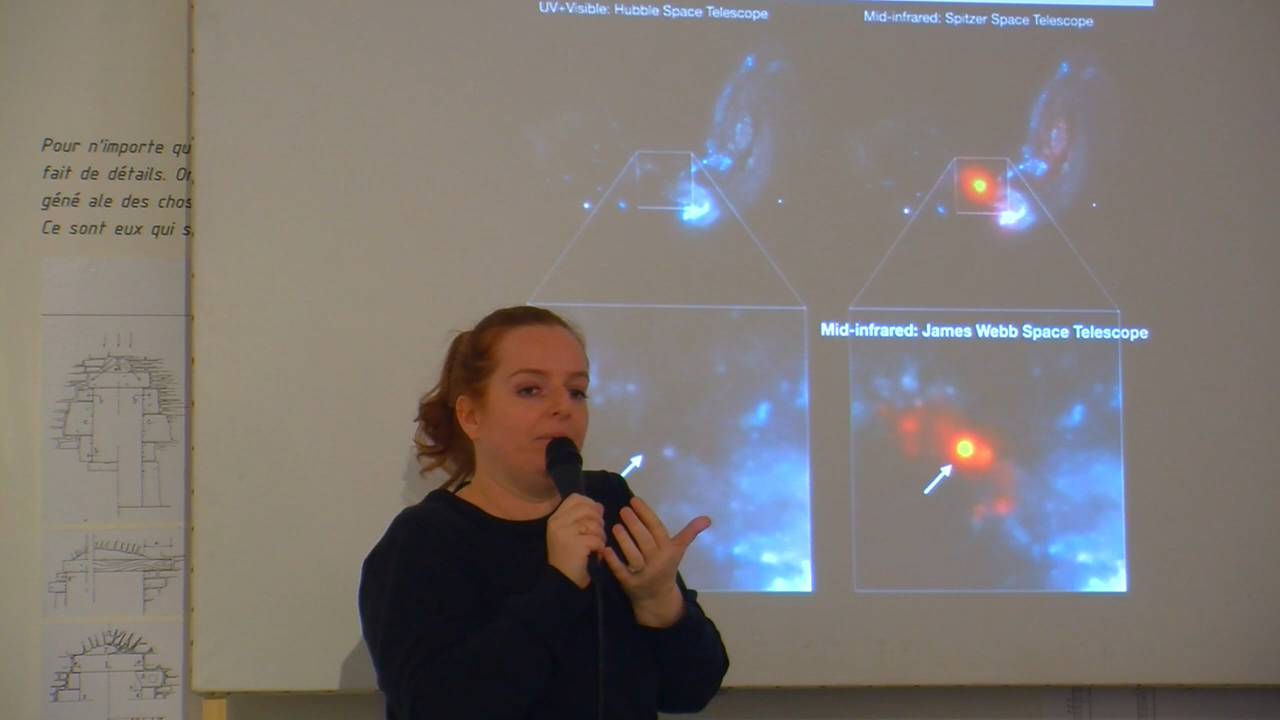 UV+Visible: Hubble Space Telescope
Mid-infrared: Spitzer Space Telescope
Mid-infrared: James Webb Space Telescope
Pour n'importe qu
fait de détails. On
géné ale des chos
Ce sont eux qui s